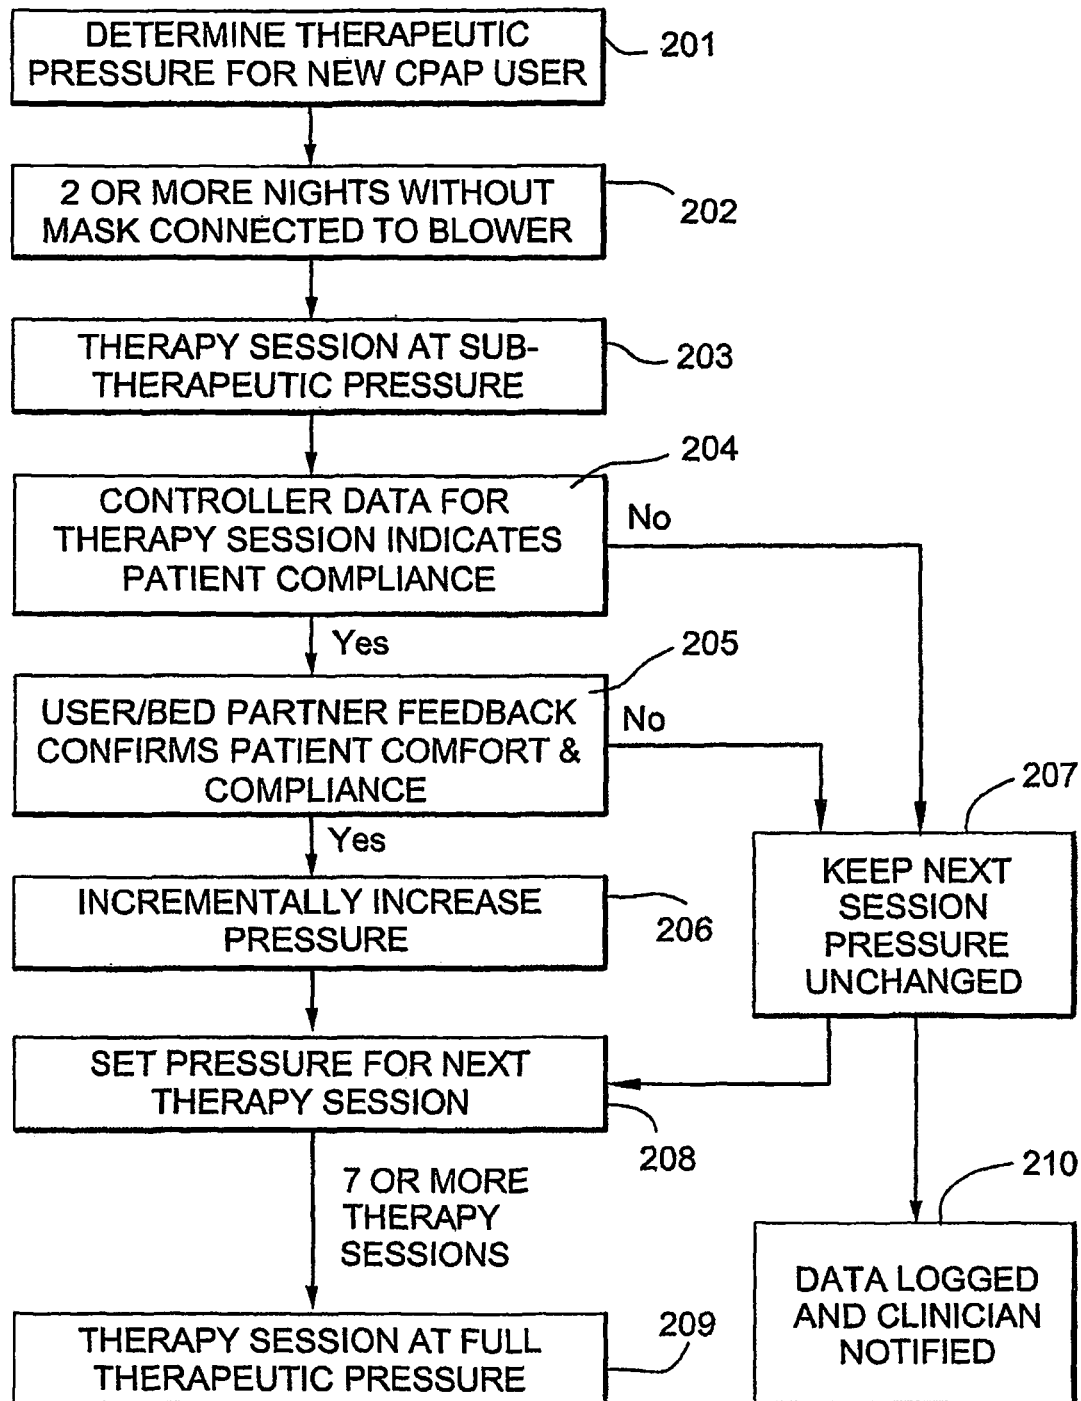 DETERMINE THERAPEUTIC
PRESSURE FOR NEW CPAP USER
201
2 OR MORE NIGHTS WITHOUT
MASK CONNECTED TO BLOWER
202
THERAPY SESSION AT SUB-
THERAPEUTIC PRESSURE
203
204
CONTROLLER DATA FOR
THERAPY SESSION INDICATES
PATIENT COMPLIANCE
No
Yes
205
USER/BED PARTNER FEEDBACK
CONFIRMS PATIENT COMFORT &
COMPLIANCE
No
Yes
207
KEEP NEXT
SESSION
PRESSURE
UNCHANGED
INCREMENTALLY INCREASE
PRESSURE
206
SET PRESSURE FOR NEXT
THERAPY SESSION
208
7 OR MORE
THERAPY
SESSIONS
210
DATA LOGGED
AND CLINICIAN
NOTIFIED
THERAPY SESSION AT FULL
THERAPEUTIC PRESSURE
209